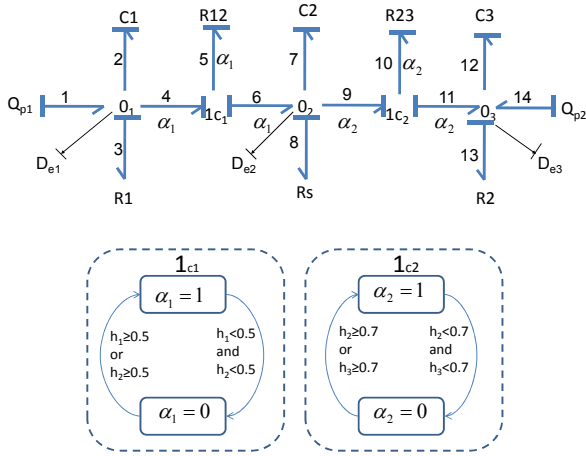 C1 R12 C2 R23 C3
2 5 α₁ 7 10 α₂ 12
Qp1 1 0₁ 4 1c₁ 6 0₂ 9 1c₂ 11 0₃ 14 Qp2
α₁ α₁ α₂ α₂
De1 3 De2 8 13 De3
R1 Rs R2
1c1 1c2
α₁ = 1 α₂ = 1
h₁≥0.5 h₁<0.5 h₂≥0.7 h₂<0.7
or and or and
h₂≥0.5 h₂<0.5 h₃≥0.7 h₃<0.7
α₁ = 0 α₂ = 0